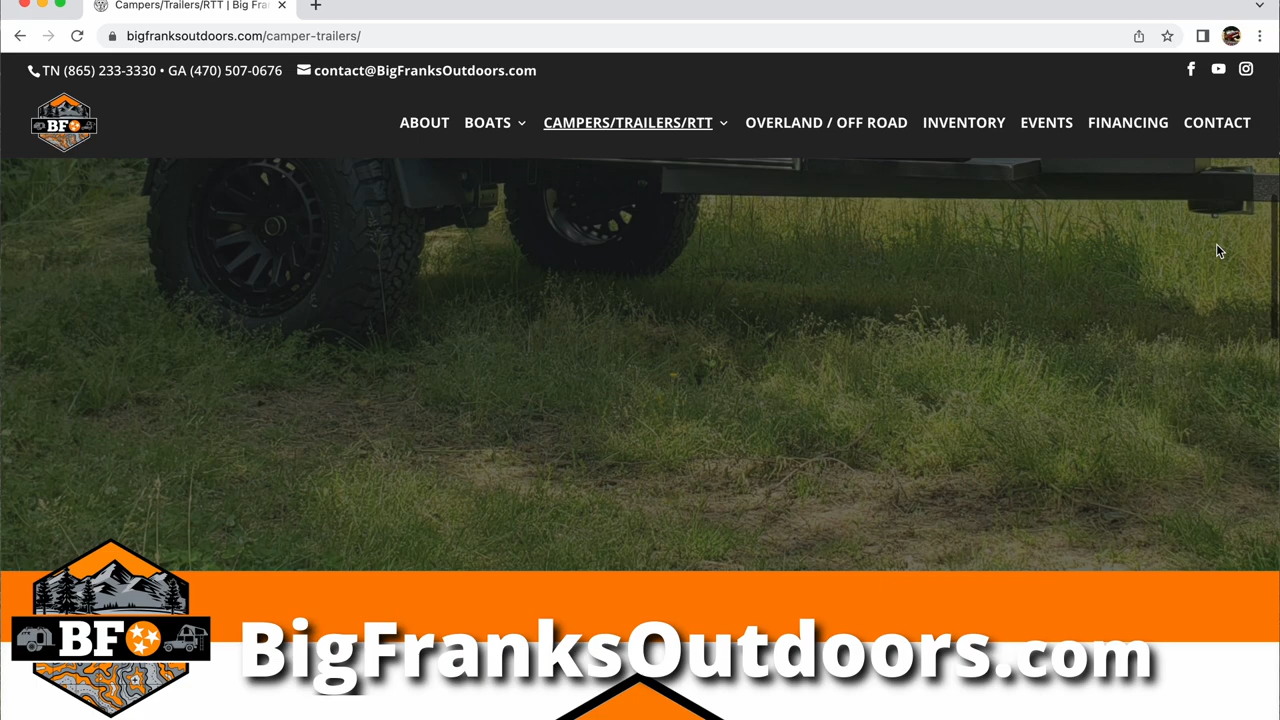 Campers/Trailers/RTT | Big Fra
bigfranksoutdoors.com/camper-trailers/
TN (865) 233-3330 • GA (470) 507-0676 contact@BigFranksOutdoors.com
BFO
ABOUT BOATS CAMPERS/TRAILERS/RTT OVERLAND / OFF ROAD INVENTORY EVENTS FINANCING CONTACT
BFO
BigFranksOutdoors.com